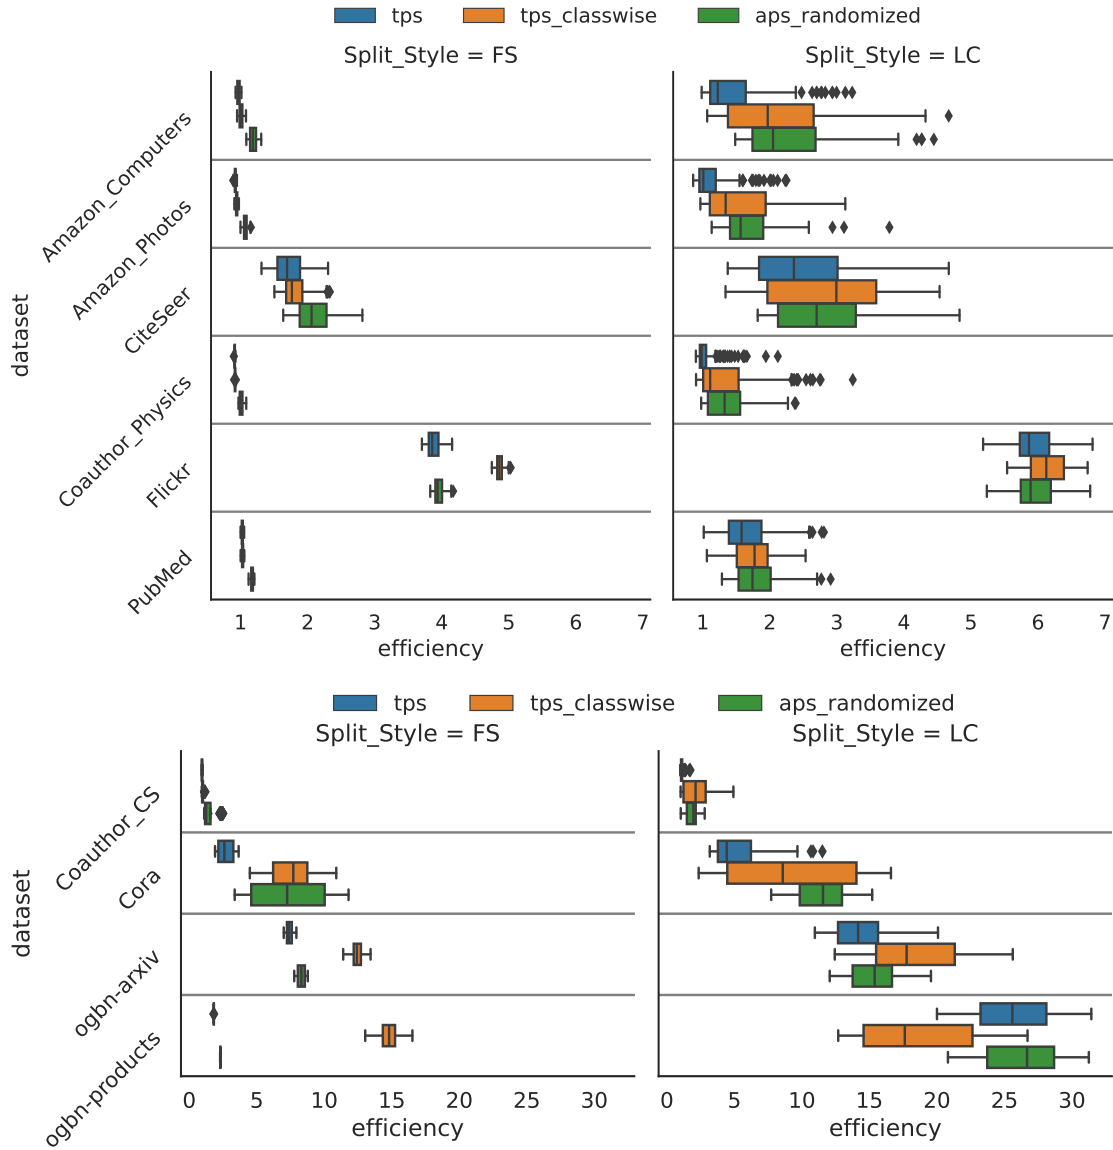 tps tps_classwise aps_randomized
Split_Style = FS Split_Style = LC
dataset
Amazon_Computers
Amazon_Photos
CiteSeer
Coauthor_Physics
Flickr
PubMed
1 2 3 4 5 6 7 1 2 3 4 5 6 7
efficiency efficiency
tps tps_classwise aps_randomized
Split_Style = FS Split_Style = LC
dataset
Coauthor_CS
Cora
ogbn-arxiv
ogbn-products
0 5 10 15 20 25 30 0 5 10 15 20 25 30
efficiency efficiency